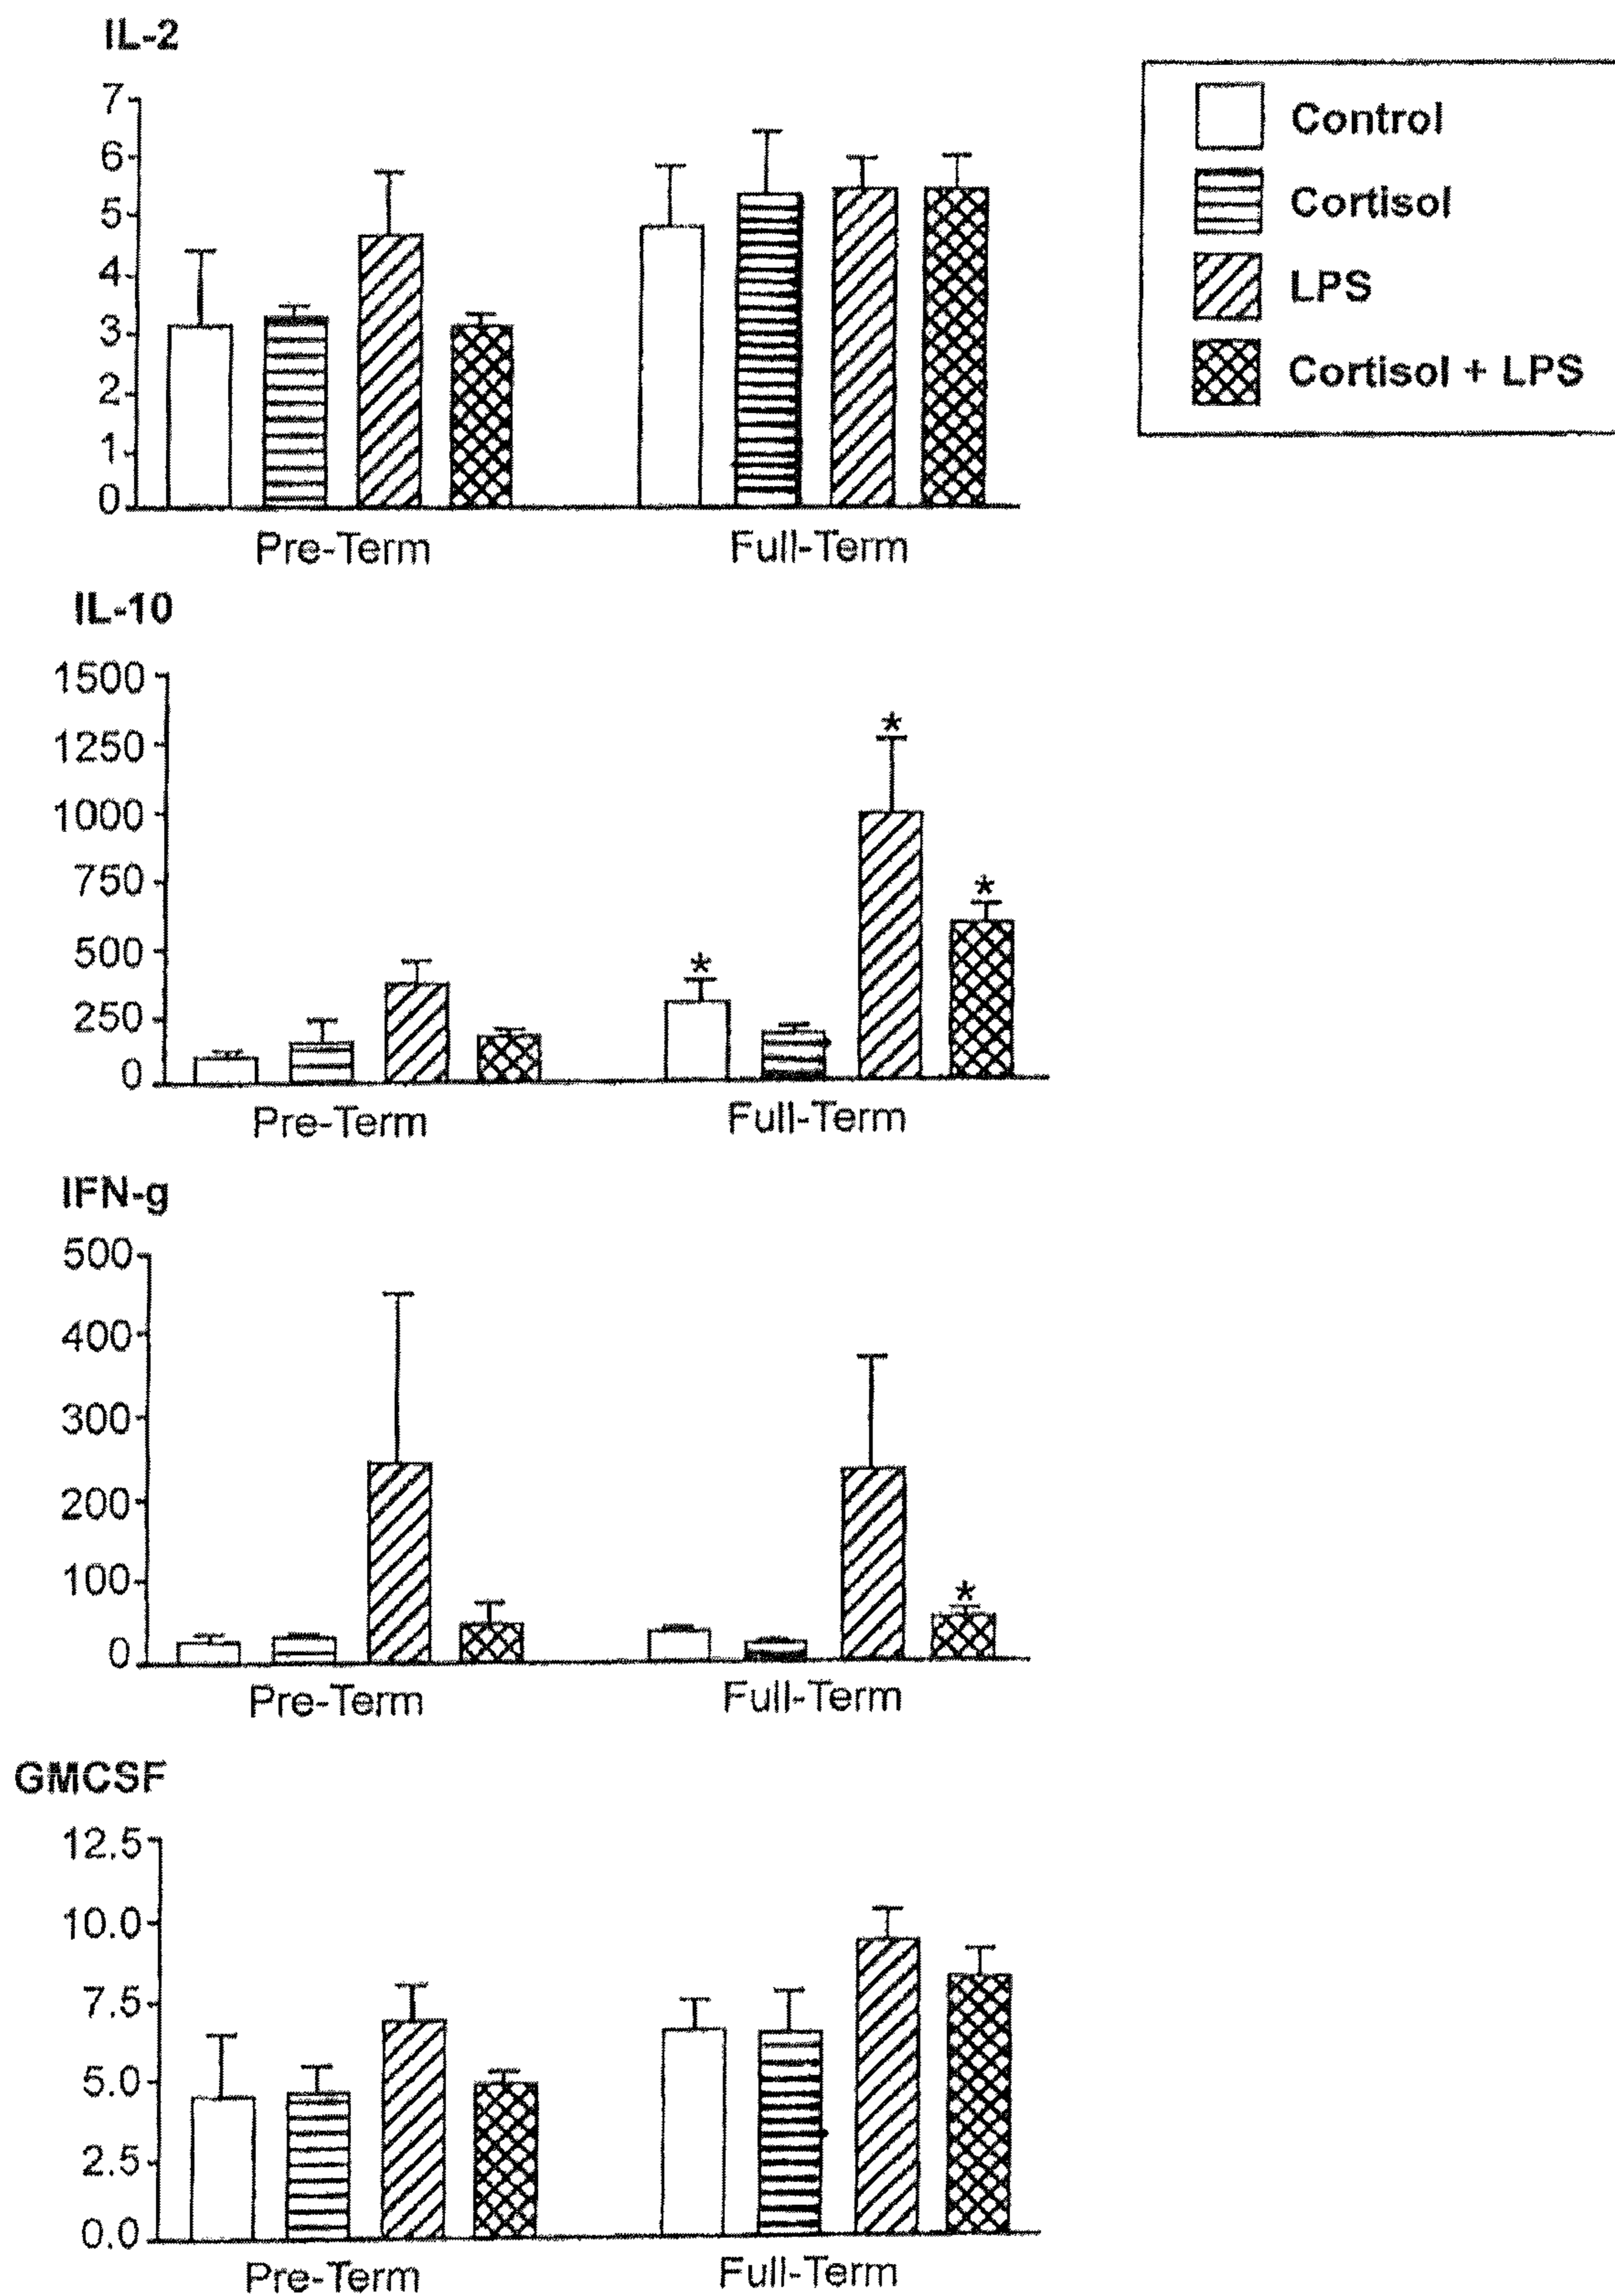 IL-2
7
6
5
4
3
2
1
0
Pre-Term Full-Term
Control
Cortisol
LPS
Cortisol + LPS
IL-10
1500
1250
1000
750
500
250
0
* * *
Pre-Term Full-Term
IFN-g
500
400
300
200
100
0
*
Pre-Term Full-Term
GMCSF
12.5
10.0
7.5
5.0
2.5
0.0
Pre-Term Full-Term